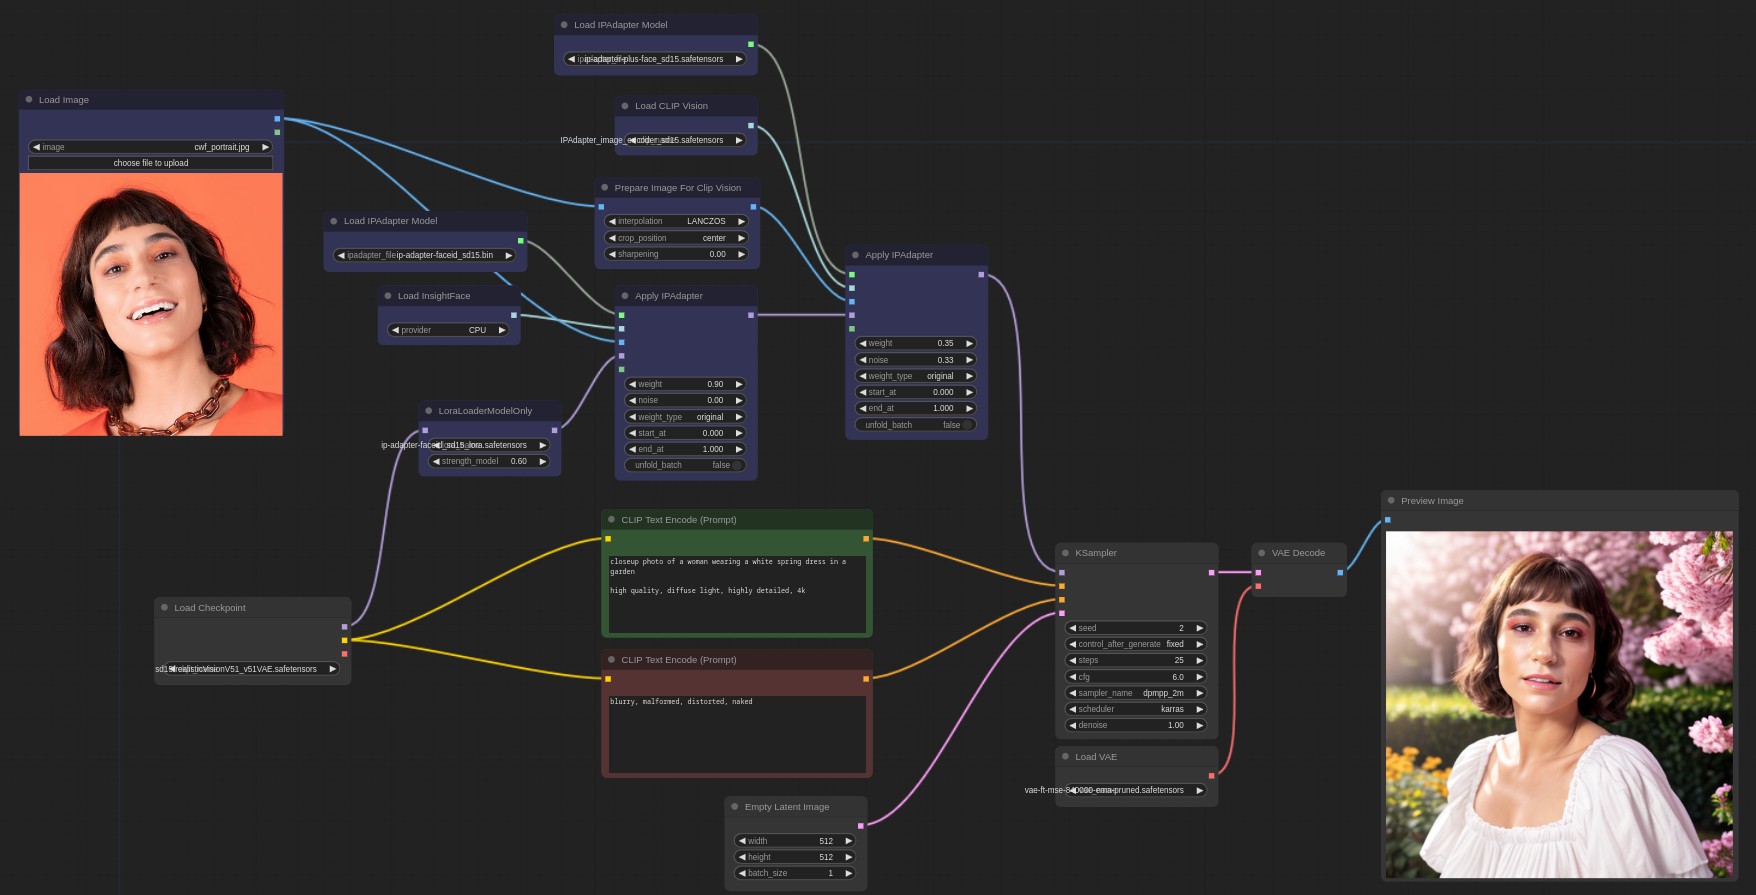 Load IPAdapter Model
ip-adapter-plus-face_sd15.safetensors
Load Image
image cwf_portrait.jpg
choose file to upload
Load CLIP Vision
IPAdapter_image_encoder_sd15.safetensors
Prepare Image For Clip Vision
interpolation LANCZOS
crop_position center
sharpening 0.00
Load IPAdapter Model
ipadapter_file ip-adapter-faceid_sd15.bin
Load InsightFace
provider CPU
Apply IPAdapter
weight 0.90
noise 0.00
weight_type original
start_at 0.000
end_at 1.000
unfold_batch false
Apply IPAdapter
weight 0.35
noise 0.33
weight_type original
start_at 0.000
end_at 1.000
unfold_batch false
LoraLoaderModelOnly
ip-adapter-faceid_sd15_lora.safetensors
strength_model 0.60
Load Checkpoint
realisticVisionV51_v51VAE.safetensors
CLIP Text Encode (Prompt)
closeup photo of a woman wearing a white spring dress in a
garden
high quality, diffuse light, highly detailed, 4k
CLIP Text Encode (Prompt)
blurry, malformed, distorted, naked
Empty Latent Image
width 512
height 512
batch_size 1
KSampler
seed 2
control_after_generate fixed
steps 25
cfg 6.0
sampler_name dpmpp_2m
scheduler karras
denoise 1.00
Load VAE
vae-ft-mse-840000-ema-pruned.safetensors
VAE Decode
Preview Image